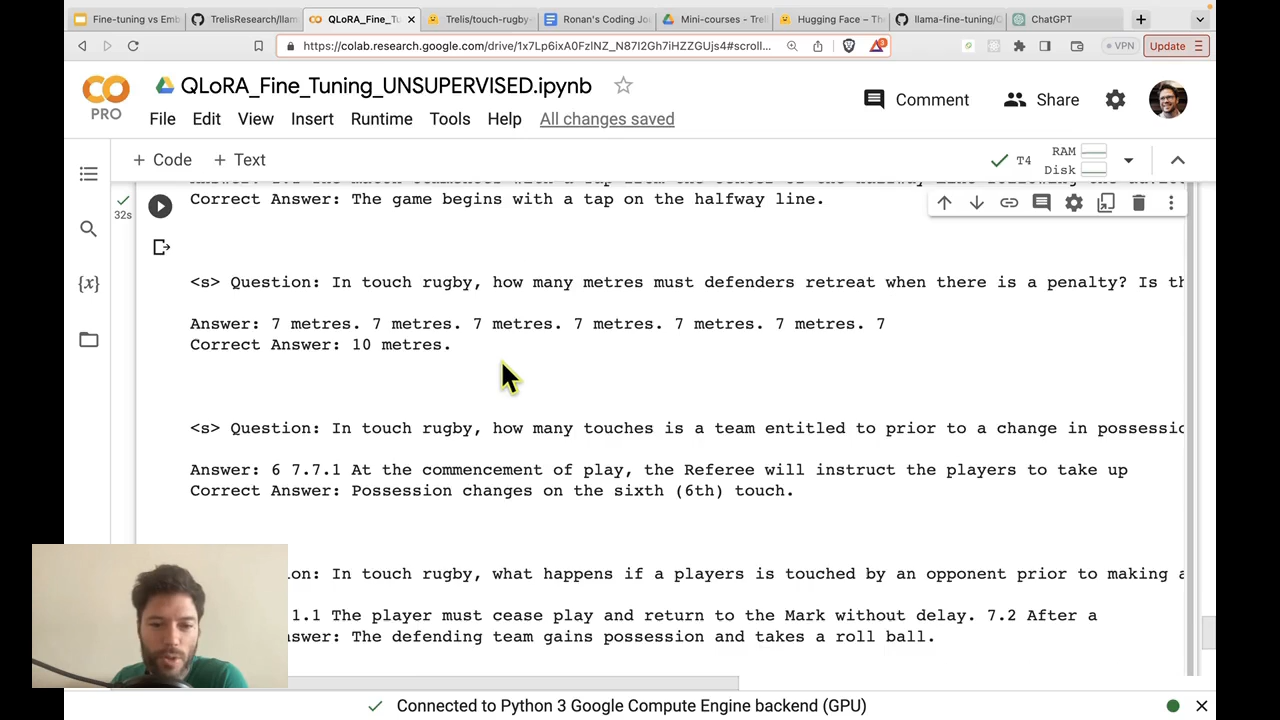 Fine-tuning vs Emb
TrelisResearch/llam
QLoRA_Fine_Tu
Trelis/touch-rugby-
Ronan's Coding Jo
Mini-courses - Trel
Hugging Face – Th
llama-fine-tuning/Q
ChatGPT
https://colab.research.google.com/drive/1x7Lp6ixA0FzlNZ_N87I2Gh7iHZZGUjs4#scroll...
VPN
Update
CO
PRO
QLoRA_Fine_Tuning_UNSUPERVISED.ipynb
Comment
Share
File Edit View Insert Runtime Tools Help All changes saved
+ Code + Text
T4
RAM
Disk
32s
Correct Answer: The game begins with a tap on the halfway line.
{x}
<s> Question: In touch rugby, how many metres must defenders retreat when there is a penalty? Is th
Answer: 7 metres. 7 metres. 7 metres. 7 metres. 7 metres. 7 metres. 7
Correct Answer: 10 metres.
<s> Question: In touch rugby, how many touches is a team entitled to prior to a change in possessio
Answer: 6 7.7.1 At the commencement of play, the Referee will instruct the players to take up
Correct Answer: Possession changes on the sixth (6th) touch.
on: In touch rugby, what happens if a players is touched by an opponent prior to making a
1.1 The player must cease play and return to the Mark without delay. 7.2 After a
nswer: The defending team gains possession and takes a roll ball.
Connected to Python 3 Google Compute Engine backend (GPU)